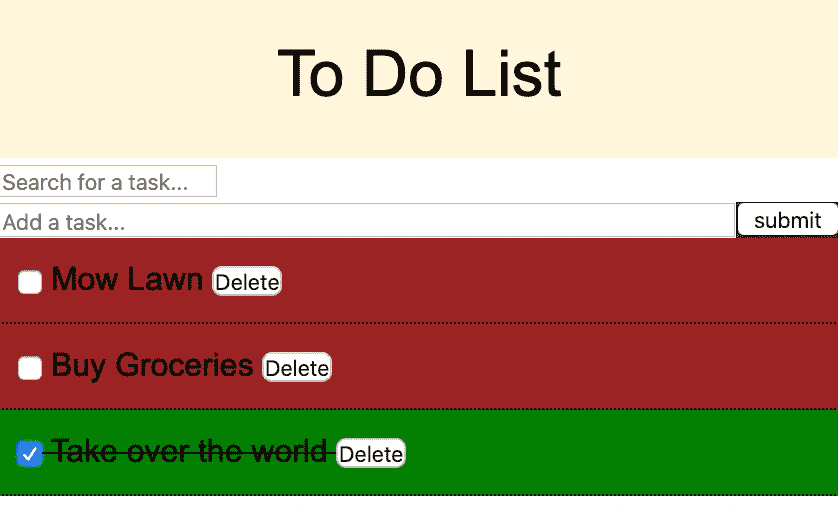 To Do List
Search for a task...
Add a task... submit
Mow Lawn Delete
Buy Groceries Delete
Take over the world Delete